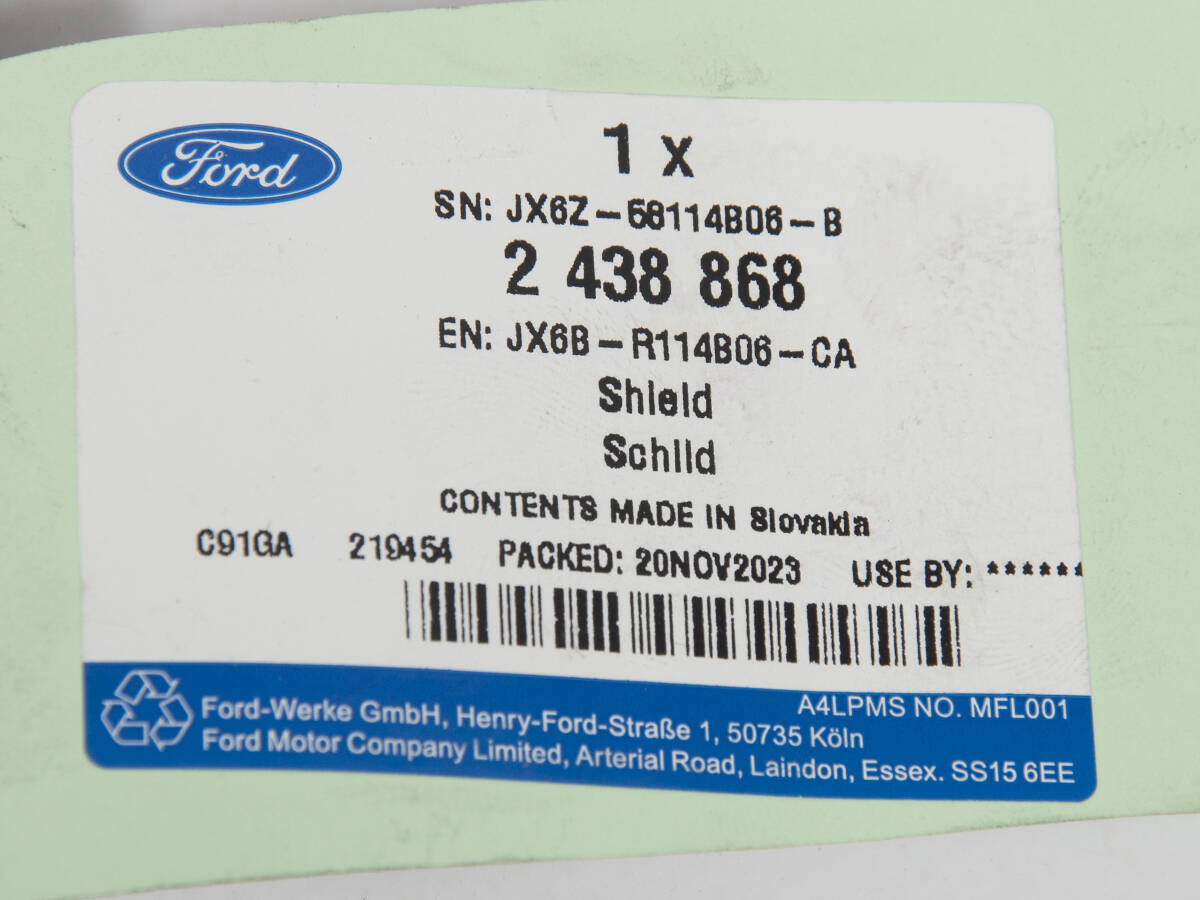 Ford
1 x
SN: JX6Z-58114B06-B
2 438 868
EN: JX6B-R114B06-CA
Shield
Schild
CONTENTS MADE IN Slovakia
C91GA 219454 PACKED: 20NOV2023 USE BY: ******
A4LPMS NO. MFL001
Ford-Werke GmbH, Henry-Ford-Straße 1, 50735 Köln
Ford Motor Company Limited, Arterial Road, Laindon, Essex. SS15 6EE